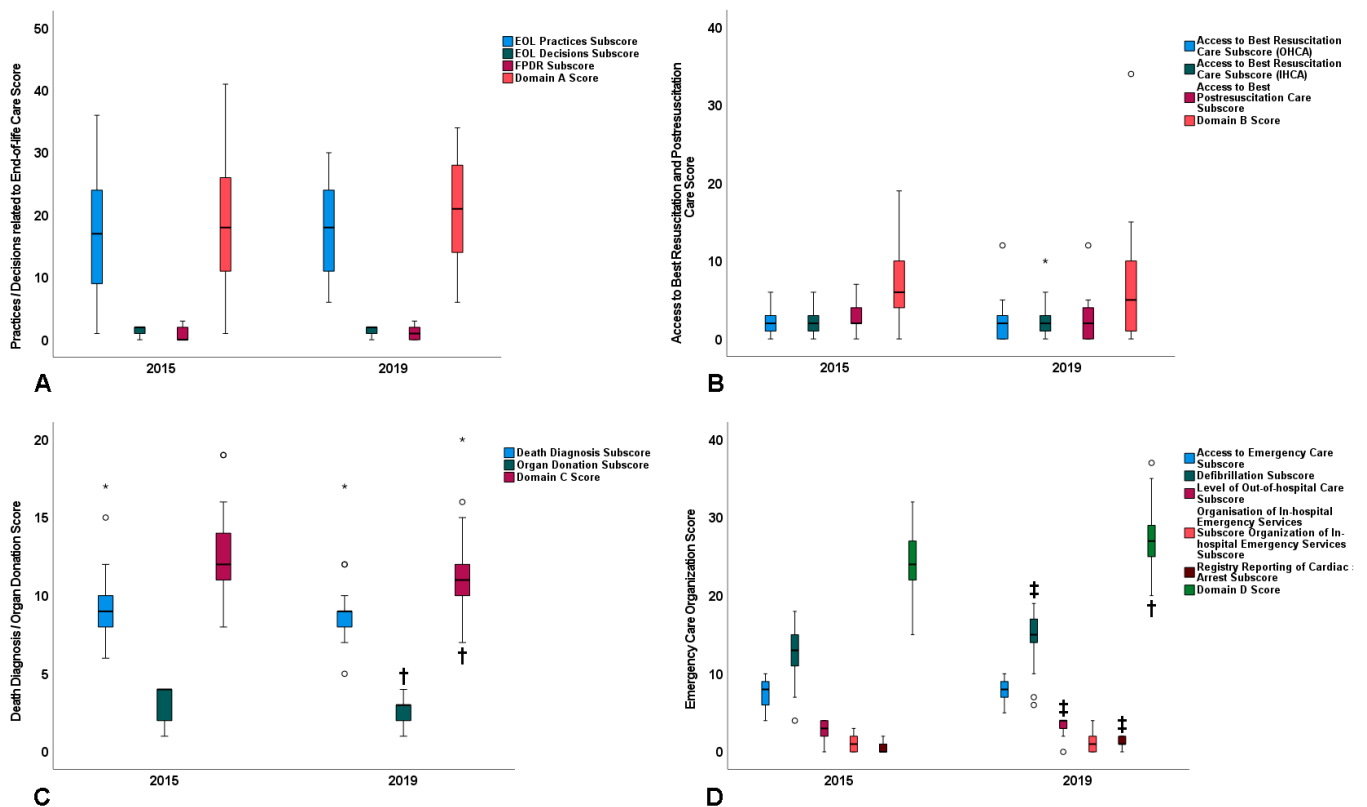 50
40
30
20
10
0
Practices / Decisions related to End-of-life Care Score
EOL Practices Subscore
EOL Decisions Subscore
FPDR Subscore
Domain A Score
2015
2019
A
40
30
20
10
0
Access to Best Resuscitation and Postresuscitation
Care Score
Access to Best Resuscitation
Care Subscore (OHCA)
Access to Best Resuscitation
Care Subscore (IHCA)
Access to Best
Postresuscitation Care
Subscore
Domain B Score
*
2015
2019
B
20
15
10
5
0
Death Diagnosis / Organ Donation Score
Death Diagnosis Subscore
Organ Donation Subscore
Domain C Score
*
*
*
†
†
2015
2019
C
40
30
20
10
0
Emergency Care Organization Score
Access to Emergency Care
Subscore
Defibrillation Subscore
Level of Out-of-hospital Care
Subscore
Organisation of In-hospital
Emergency Services
Subscore Organization of In-
hospital Emergency Services
Subscore
Registry Reporting of Cardiac :
Arrest Subscore
Domain D Score
‡
‡
‡
†
2015
2019
D